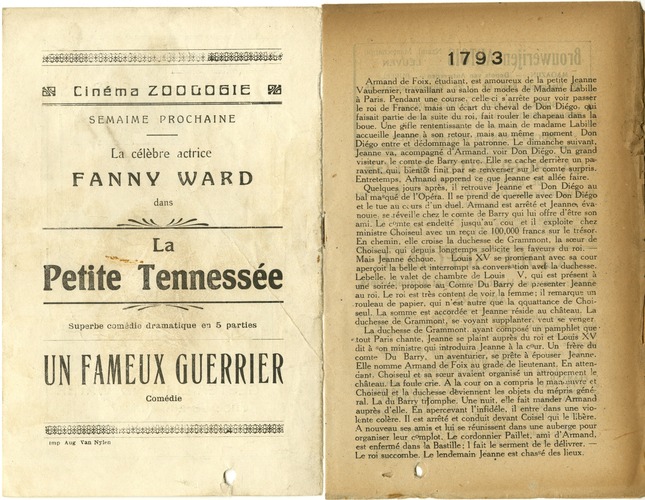 Cinéma ZOOLOGIE
SEMAIME PROCHAINE
La célèbre actrice
FANNY WARD
dans
La
Petite Tennessée
Superbe comédie dramatique en 5 parties
UN FAMEUX GUERRIER
Comédie
Imp Aug Van Nylen
1793
Armand de Foix, étudiant, est amoureux de la petite Jeanne
Vaubernier, travaillant au salon de modes de Madame Labille
à Paris. Pendant une course, celle-ci s'arrête pour voir passer
le roi de France, mais un écart du cheval de Don Diégo, qui
faisait partie de la suite du roi, fait rouler le chapeau dans la
boue. Une gifle rententissante de la main de madame Labille
accueille Jeanne à son retour, mais au même moment Don
Diégo entre et dédommage la patronne. Le dimanche suivant,
Jeanne va, acompagné d'Armand, voir Don Diégo. Un grand
visiteur, le comte de Barry entre. Elle se cache derrière un pa-
ravent, qui, bientôt finit par se renverser sur le comte surpris.
Entretemps, Armand apprend ce que Jeanne est allée faire.
Quelques jours après, il retrouve Jeanne et Don Diégo au
bal masqué de l'Opéra. Il se prend de querelle avec Don Diégo
et le tue au cours d'un duel. Armand est arrêté et Jeanne, éva-
nouie, se réveille chez le comte de Barry qui lui offre d'être son
ami. Le comte est endetté jusqu'au cou et il exploite chez
ministre Choiseul avec un reçu de 100,000 francs sur le trésor.
En chemin, elle croise la duchesse de Grammont, la sœur de
Choiseul, qui depuis longtemps sollicite les faveurs du roi. —
Mais Jeanne échoue. Louis XV se promenant avec sa cour
aperçoit la belle et interrompt sa conversation avec la duchesse.
Lebelle, le valet de chambre de Louis V, qui est présent à
une soirée, propose au Comte Du Barry de présenter Jeanne
au roi. Le roi est très content de voir la femme; il remarque un
rouleau de papier, qui n'est autre que la qquattance de Choi-
seul. La somme est accordée et Jeanne réside au château. La
duchesse de Grammont, se voyant supplanter, veut se venger
La duchesse de Grammont, ayant composé un pamphlet que
tout Paris chante, Jeanne se plaint auprès du roi et Louis XV
dit à son ministre qui introduira Jeanne à la cour. Un frère du
comte Du Barry, un aventurier, se prête à épouser Jeanne.
Elle nomme Armand de Foix au grade de lieutenant. En atten-
dant, Choiseul et sa sœur avaient organisé un attroupement le
château. La foule crie. A la cour on a compris le manœuvre et
Choiseul et la duchesse deviennent les objets du mépris géné-
ral. La du Barry triomphe. Une nuit, elle fait mander Armand
auprès d'elle. En apercevant l'infidèle, il entre dans une vio-
lente colère. Il est arrêté et conduit devant Coisel qui le libère.
A nouveau ses amis et lui se réunissent dans une auberge pour
organiser leur complot. Le cordonnier Paillet, ami d'Armand,
est enfermé dans la Bastille; I fait le serment de le délivrer. —
Le roi succombe. Le lendemain Jeanne est chassé des lieux.